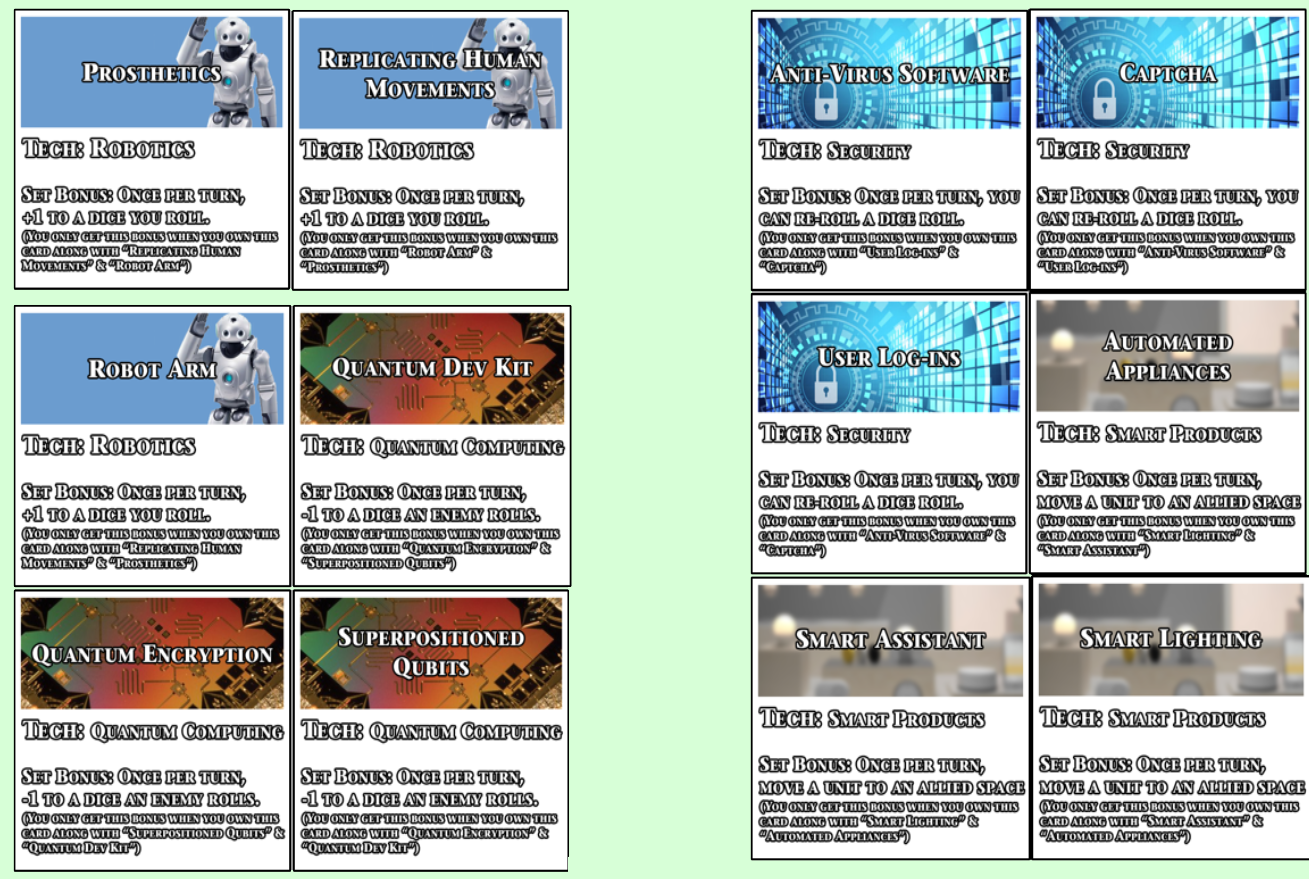 Prosthetics
Tech: Robotics
Set Bonus: Once per turn,
+1 to a dice you roll.
(You only get this bonus when you own this
card along with "Replicating Human
Movements" & "Robot Arm")
Replicating Human
Movements
Tech: Robotics
Set Bonus: Once per turn,
+1 to a dice you roll.
(You only get this bonus when you own this
card along with "Robot Arm" &
"Prosthetics")
Robot Arm
Tech: Robotics
Set Bonus: Once per turn,
+1 to a dice you roll.
(You only get this bonus when you own this
card along with "Replicating Human
Movements" & "Prosthetics")
Quantum Dev Kit
Tech: Quantum Computing
Set Bonus: Once per turn,
-1 to a dice an enemy rolls.
(You only get this bonus when you own this
card along with "Quantum Encryption" &
"Superpositioned Qubits")
Quantum Encryption
Tech: Quantum Computing
Set Bonus: Once per turn,
-1 to a dice an enemy rolls.
(You only get this bonus when you own this
card along with "Superpositioned Qubits" &
"Quantum Dev Kit")
Superpositioned
Qubits
Tech: Quantum Computing
Set Bonus: Once per turn,
-1 to a dice an enemy rolls.
(You only get this bonus when you own this
card along with "Quantum Encryption" &
"Quantum Dev Kit")
Anti-Virus Software
Tech: Security
Set Bonus: Once per turn, you
can re-roll a dice roll.
(You only get this bonus when you own this
card along with "User Log-ins" &
"Captcha")
Captcha
Tech: Security
Set Bonus: Once per turn, you
can re-roll a dice roll.
(You only get this bonus when you own this
card along with "Anti-Virus Software" &
"User Log-ins")
User Log-ins
Tech: Security
Set Bonus: Once per turn, you
can re-roll a dice roll.
(You only get this bonus when you own this
card along with "Anti-Virus Software" &
"Captcha")
Automated
Appliances
Tech: Smart Products
Set Bonus: Once per turn,
move a unit to an allied space
(You only get this bonus when you own this
card along with "Smart Lighting" &
"Smart Assistant")
Smart Assistant
Tech: Smart Products
Set Bonus: Once per turn,
move a unit to an allied space
(You only get this bonus when you own this
card along with "Smart Lighting" &
"Automated Appliances")
Smart Lighting
Tech: Smart Products
Set Bonus: Once per turn,
move a unit to an allied space
(You only get this bonus when you own this
card along with "Smart Assistant" &
"Automated Appliances")